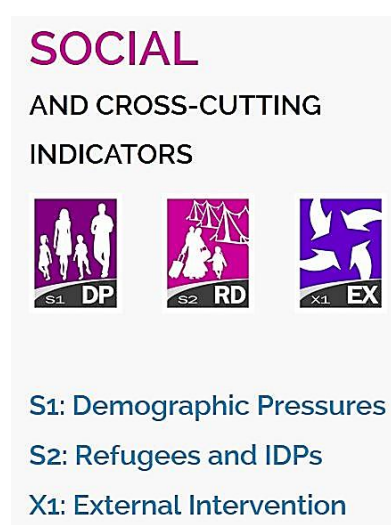 SOCIAL
AND CROSS-CUTTING
INDICATORS
S1 DP
S2 RD
X1 EX
S1: Demographic Pressures
S2: Refugees and IDPs
X1: External Intervention